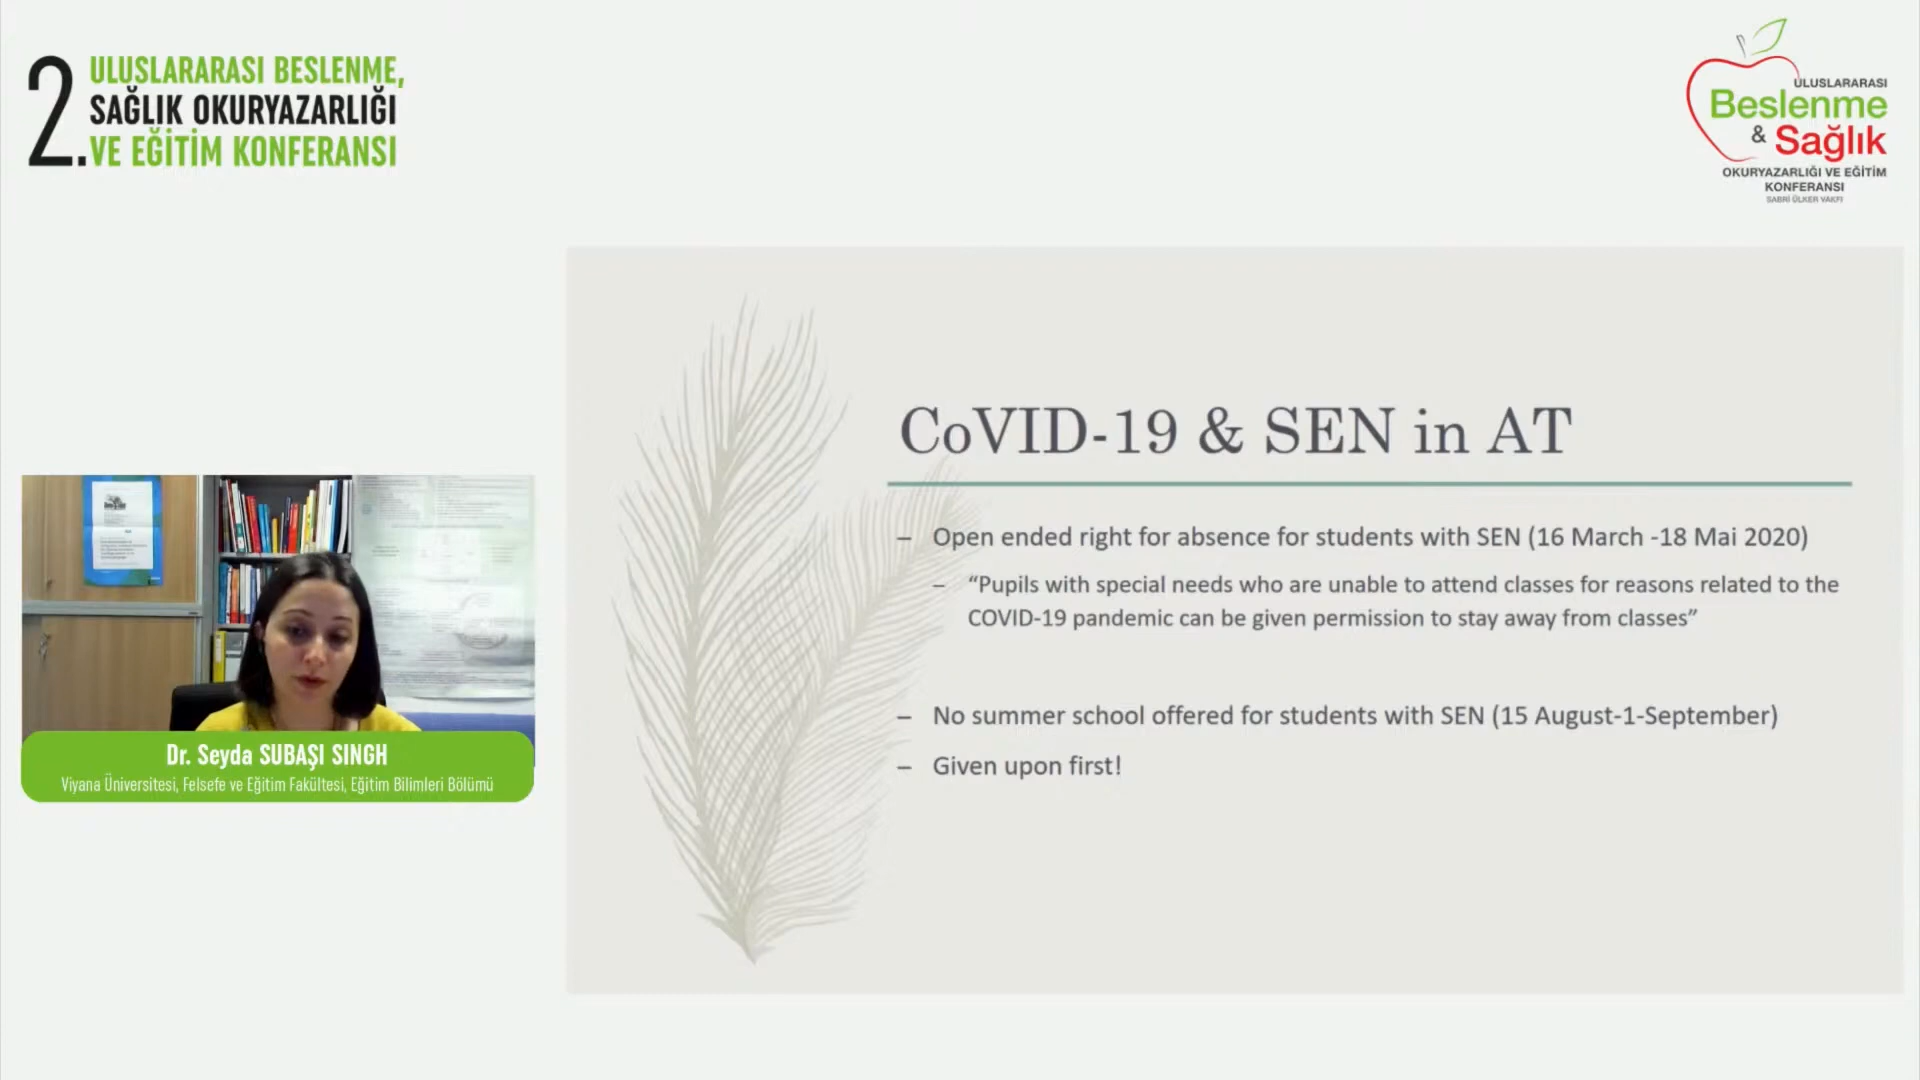 2.
ULUSLARARASI BESLENME,
SAĞLIK OKURYAZARLIĞI
VE EĞİTİM KONFERANSI
ULUSLARARASI
Beslenme
& Sağlık
OKURYAZARLIĞI VE EĞİTİM
KONFERANSI
SABRİ ÜLKER VAKFI
CoVID-19 & SEN in AT
– Open ended right for absence for students with SEN (16 March -18 Mai 2020)
– “Pupils with special needs who are unable to attend classes for reasons related to the
COVID-19 pandemic can be given permission to stay away from classes”
– No summer school offered for students with SEN (15 August-1-September)
– Given upon first!
Dr. Seyda SUBAŞI SINGH
Viyana Üniversitesi, Felsefe ve Eğitim Fakültesi, Eğitim Bilimleri Bölümü